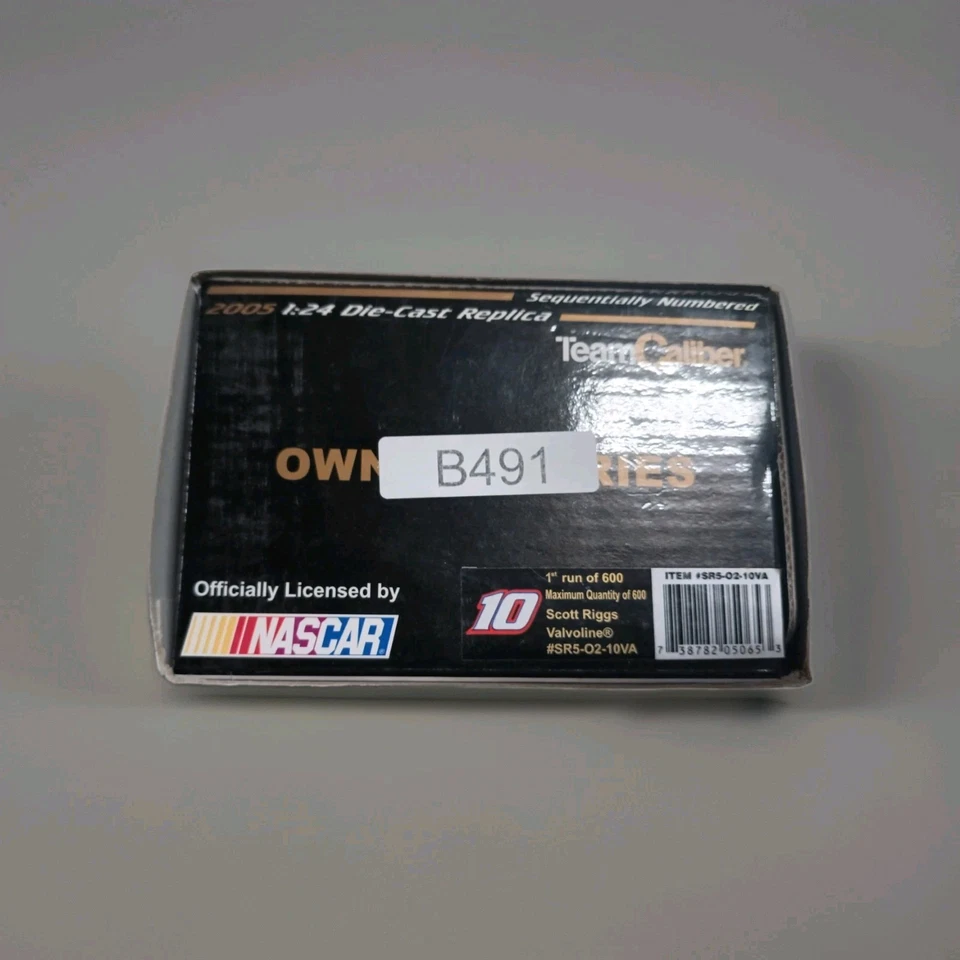 Sequentially Numbered
2005 1:24 Die-Cast Replica
TeamCaliber
OWN B491 RIES
Officially Licensed by
NASCAR
10
1st run of 600
Maximum Quantity of 600
Scott Riggs
Valvoline®
#SR5-O2-10VA
ITEM #SR5-O2-10VA
7 38782 05065 3